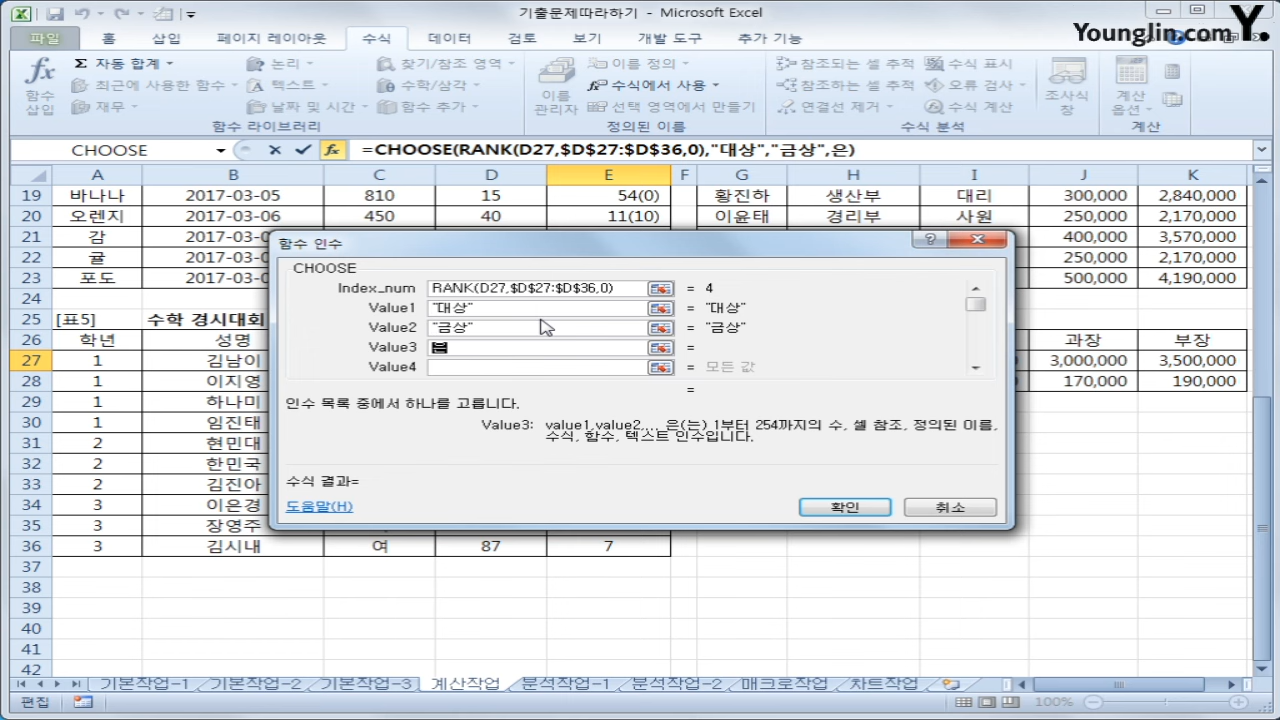 기출문제따라하기 - Microsoft Excel
Younglin.com Y.
파일 홈 삽입 페이지 레이아웃 수식 데이터 검토 보기 개발 도구 추가 기능
fx 함수 삽입
Σ 자동 합계
최근에 사용한 함수
재무
논리
텍스트
날짜 및 시간
찾기/참조 영역
수학/삼각
함수 추가
함수 라이브러리
이름 관리자
이름 정의
수식에서 사용
선택 영역에서 만들기
정의된 이름
참조되는 셀 추적
참조하는 셀 추적
연결선 제거
수식 표시
오류 검사
수식 계산
수식 분석
조사식 창
계산 옵션
계산
CHOOSE fx =CHOOSE(RANK(D27,$D$27:$D$36,0),"대상","금상",은)
A B C D E F G H I J K
19 바나나 2017-03-05 810 15 54(0) 황진하 생산부 대리 300,000 2,840,000
20 오렌지 2017-03-06 450 40 11(10) 이윤태 경리부 사원 250,000 2,170,000
21 감 2017-03-0 400,000 3,570,000
22 귤 2017-03-0 250,000 2,170,000
23 포도 2017-03-0 500,000 4,190,000
24
25 [표5] 수학 경시대회
26 학년 성명 과장 부장
27 1 김남이 3,000,000 3,500,000
28 1 이지영 170,000 190,000
29 1 하나미
30 1 임진태
31 2 현민대
32 2 한민국
33 2 김진아
34 3 이은경
35 3 장영주
36 3 김시내 여 87 7
37
38
39
40
41
42
함수 인수
CHOOSE
Index_num RANK(D27,$D$27:$D$36,0) = 4
Value1 "대상" = "대상"
Value2 "금상" = "금상"
Value3 은 =
Value4 = 모든 값
=
인수 목록 중에서 하나를 고릅니다.
Value3: value1,value2,... 은(는) 1부터 254까지의 수, 셀 참조, 정의된 이름,
수식, 함수, 텍스트 인수입니다.
수식 결과=
도움말(H) 확인 취소
기본작업-1 기본작업-2 기본작업-3 계산작업 분석작업-1 분석작업-2 매크로작업 차트작업
편집 100%